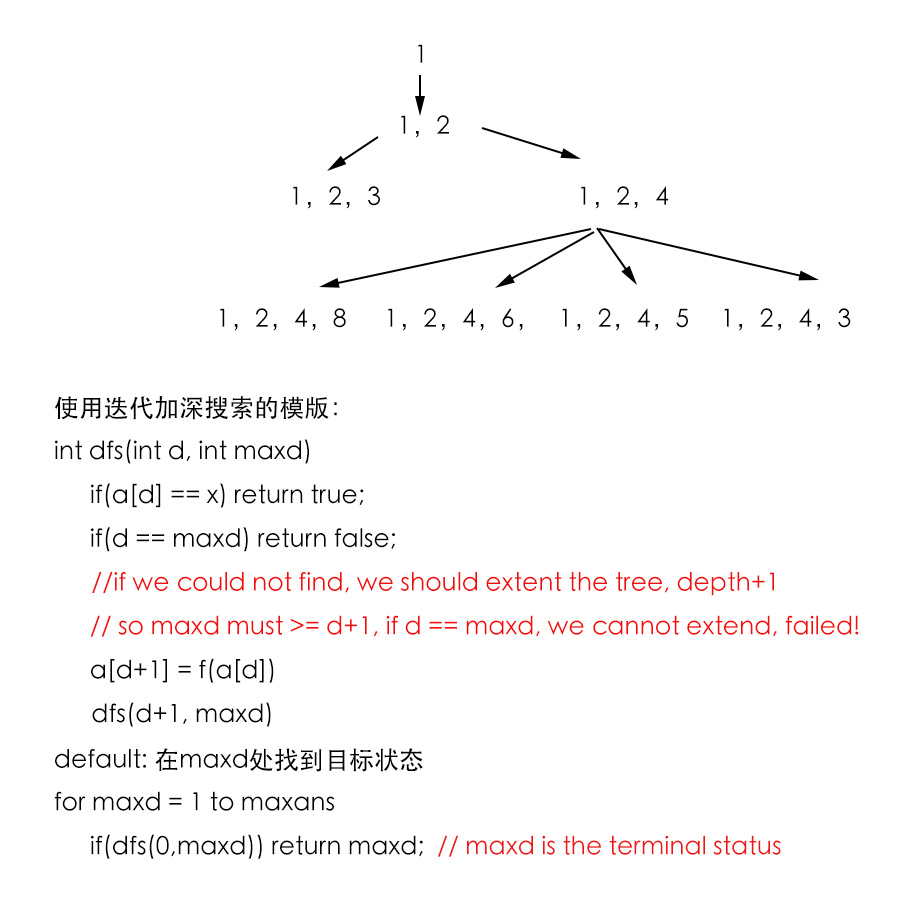 1
1, 2
1, 2, 3 1, 2, 4
1, 2, 4, 8 1, 2, 4, 6, 1, 2, 4, 5 1, 2, 4, 3
使用迭代加深搜索的模版:
int dfs(int d, int maxd)
if(a[d] == x) return true;
if(d == maxd) return false;
//if we could not find, we should extent the tree, depth+1
// so maxd must >= d+1, if d == maxd, we cannot extend, failed!
a[d+1] = f(a[d])
dfs(d+1, maxd)
default: 在maxd处找到目标状态
for maxd = 1 to maxans
if(dfs(0,maxd)) return maxd; // maxd is the terminal status